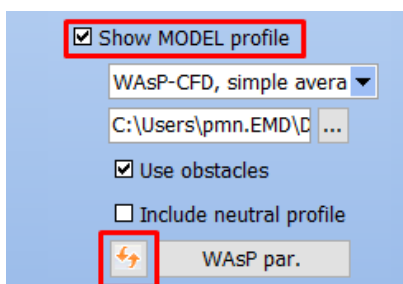 Show MODEL profile
WAsP-CFD, simple avera
C:\Users\pmn.EMD\D
...
Use obstacles
Include neutral profile
WAsP par.